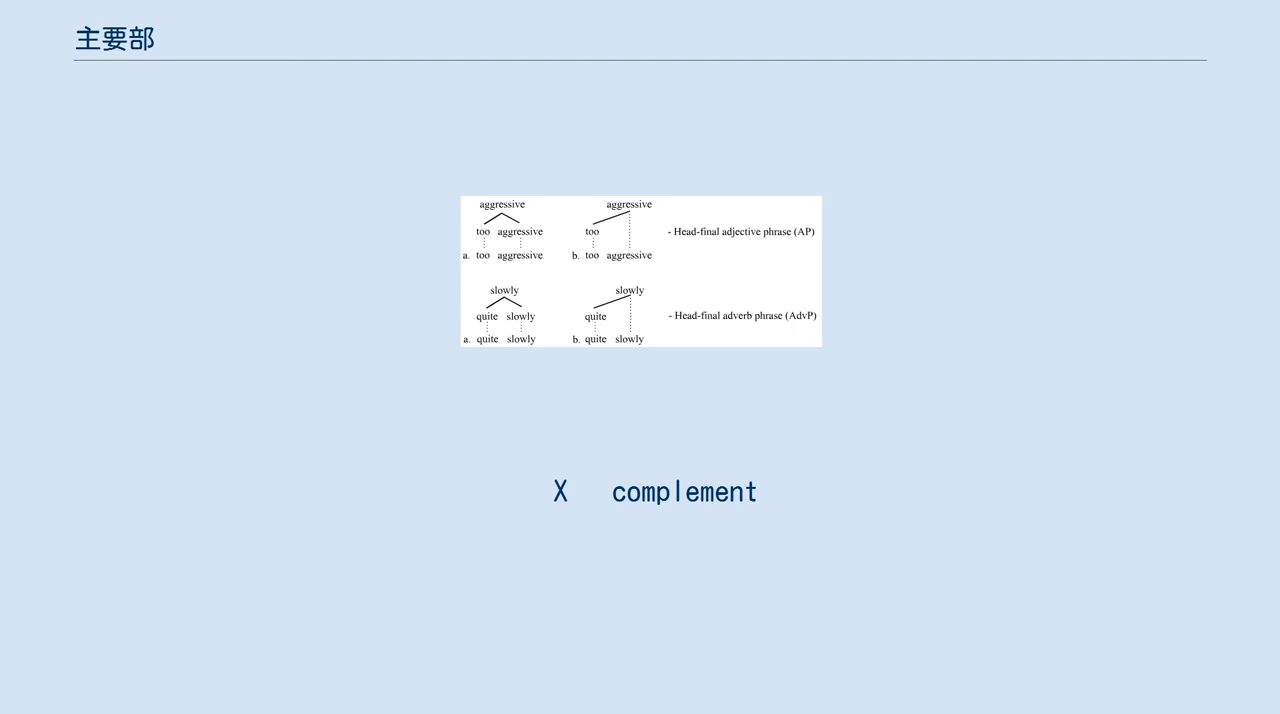 主要部
aggressive aggressive
too aggressive too - Head-final adjective phrase (AP)
a. too aggressive b. too aggressive
slowly slowly
quite slowly quite - Head-final adverb phrase (AdvP)
a. quite slowly b. quite slowly
X complement